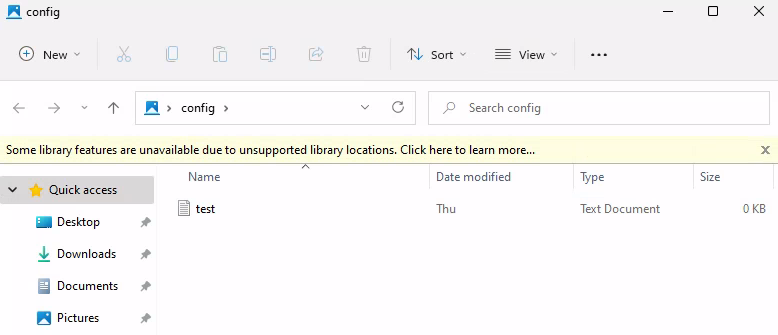 config
New Sort View
config Search config
Some library features are unavailable due to unsupported library locations. Click here to learn more...
Name Date modified Type Size
Quick access
test Thu Text Document 0 KB
Desktop
Downloads
Documents
Pictures